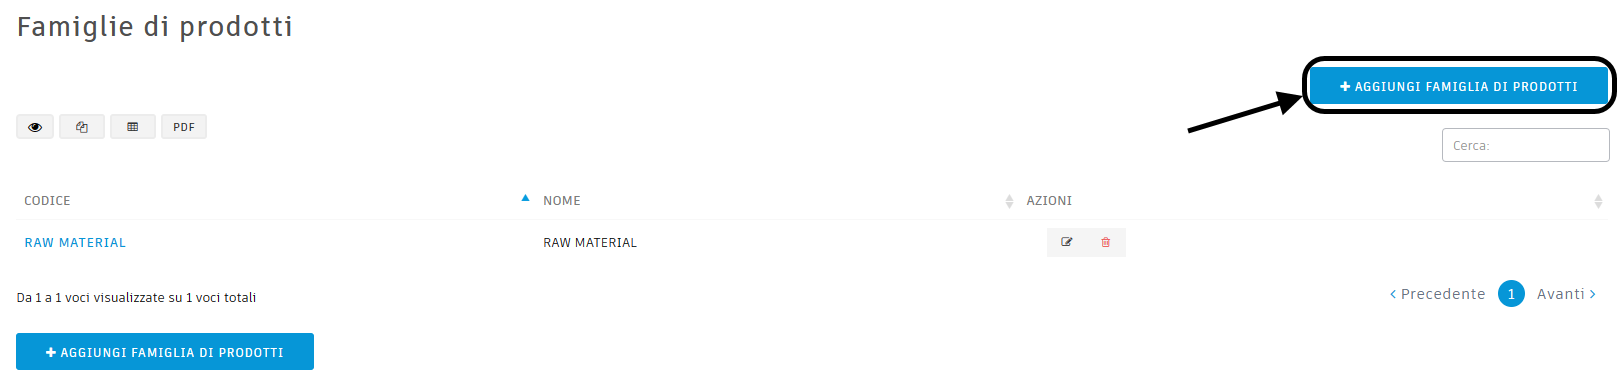 Famiglie di prodotti
AGGIUNGI FAMIGLIA DI PRODOTTI
PDF
Cerca:
CODICE NOME AZIONI
RAW MATERIAL RAW MATERIAL
Da 1 a 1 voci visualizzate su 1 voci totali
Precedente 1 Avanti
AGGIUNGI FAMIGLIA DI PRODOTTI